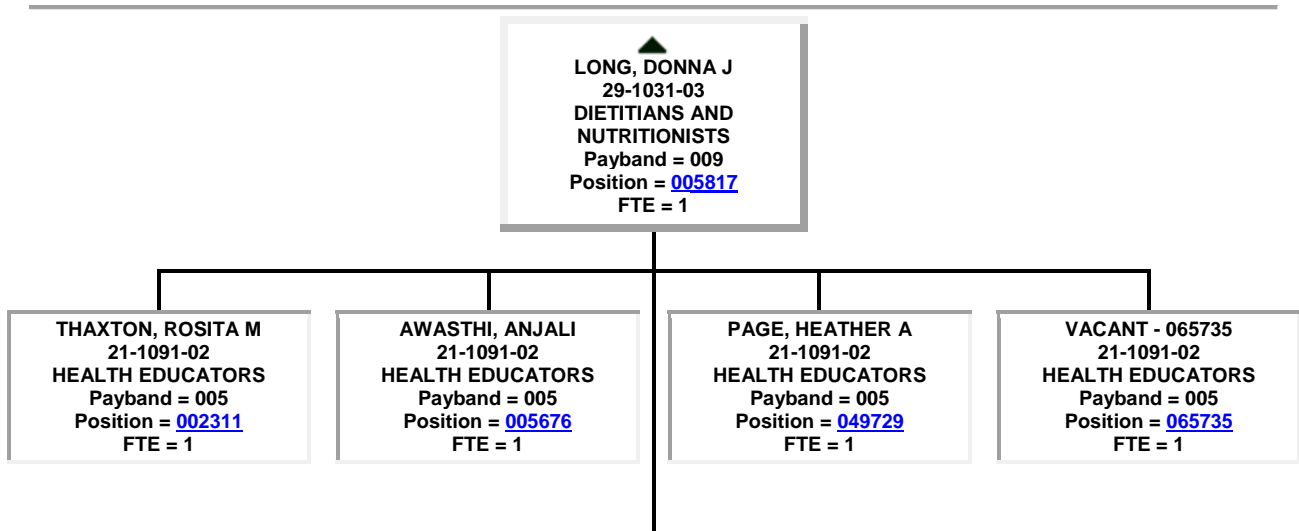 LONG, DONNA J
29-1031-03
DIETITIANS AND
NUTRITIONISTS
Payband = 009
Position = 005817
FTE = 1
THAXTON, ROSITA M
21-1091-02
HEALTH EDUCATORS
Payband = 005
Position = 002311
FTE = 1
AWASTHI, ANJALI
21-1091-02
HEALTH EDUCATORS
Payband = 005
Position = 005676
FTE = 1
PAGE, HEATHER A
21-1091-02
HEALTH EDUCATORS
Payband = 005
Position = 049729
FTE = 1
VACANT - 065735
21-1091-02
HEALTH EDUCATORS
Payband = 005
Position = 065735
FTE = 1